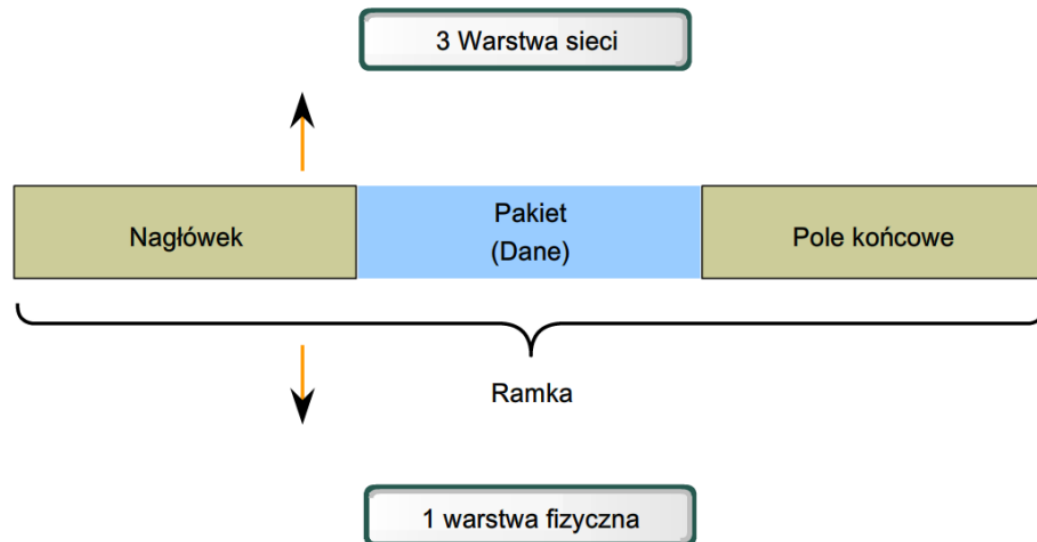 3 Warstwa sieci
Nagłówek
Pakiet
(Dane)
Pole końcowe
Ramka
1 warstwa fizyczna